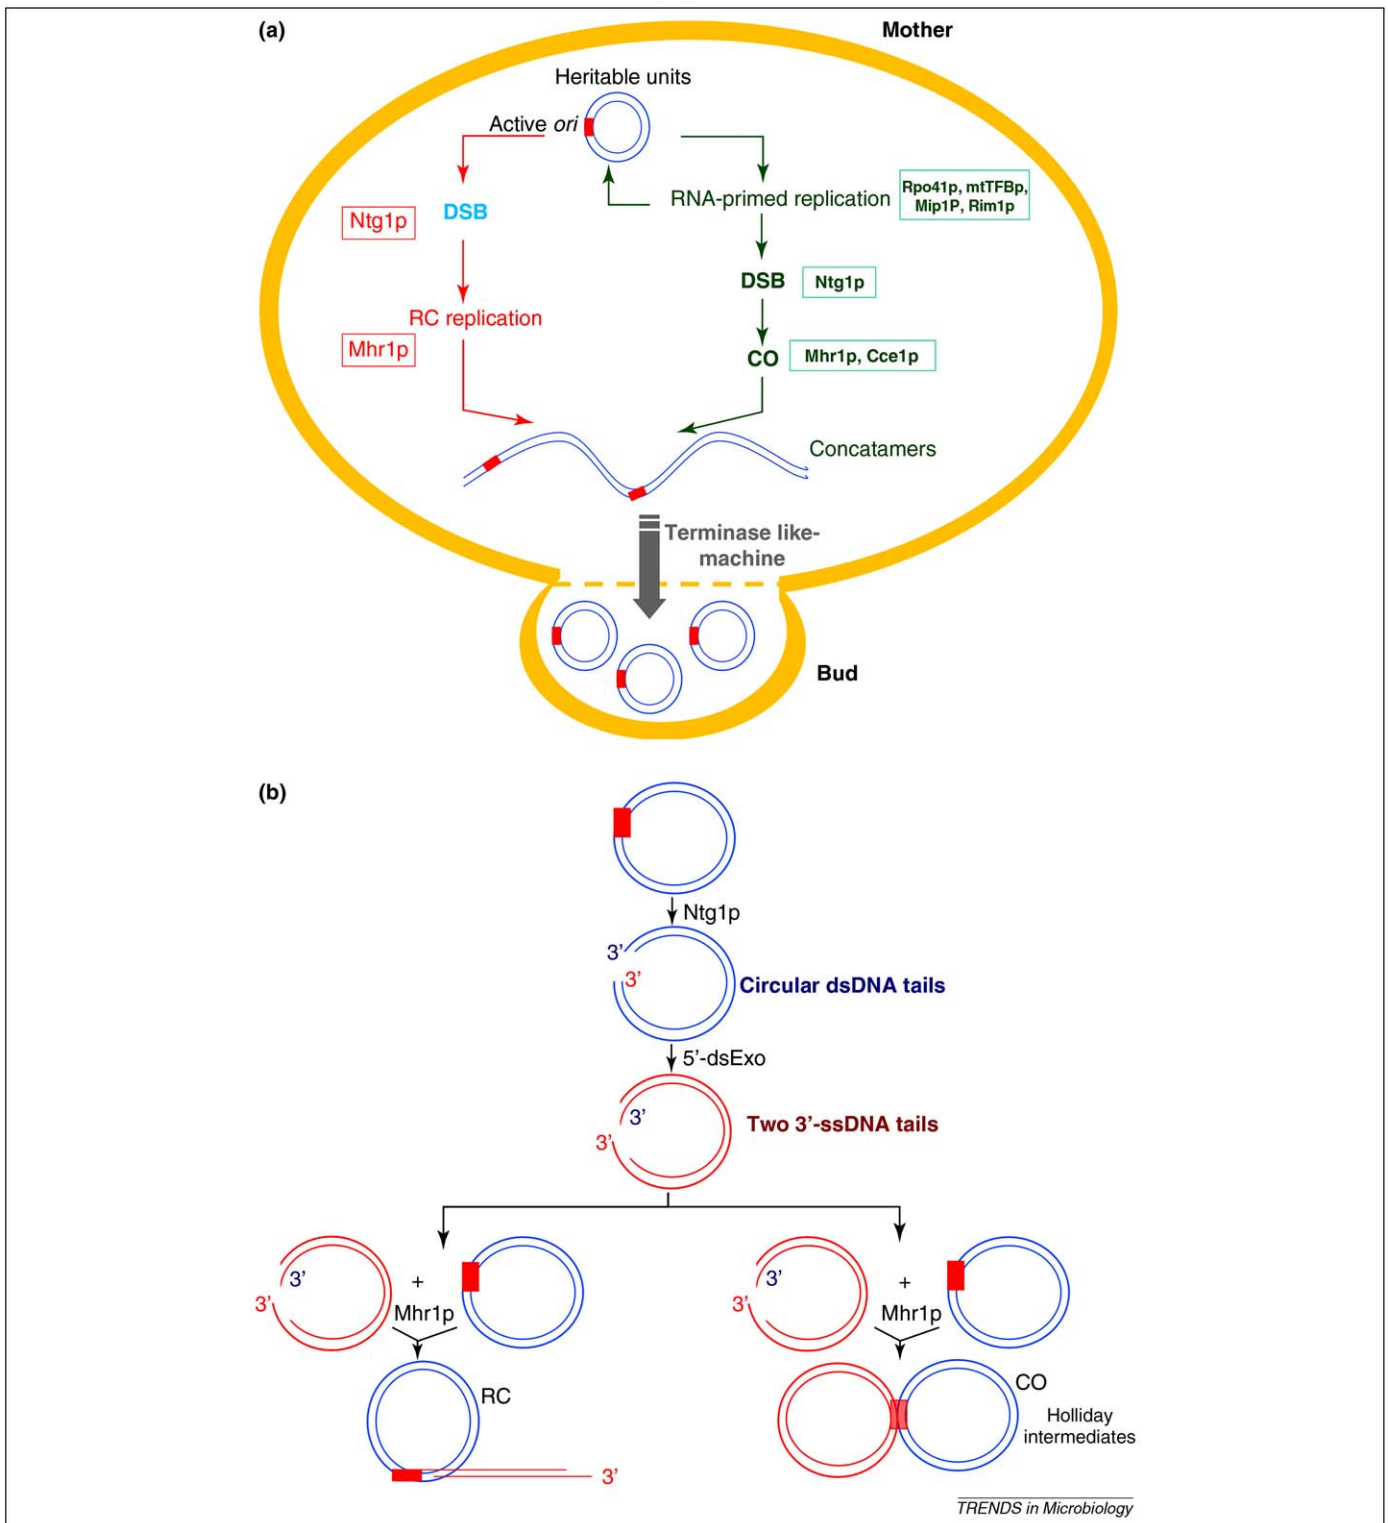 (a)
Mother
Heritable units
Active ori
DSB
Ntg1p
RNA-primed replication
Rpo41p, mtTFBp,
Mip1P, Rim1p
DSB
Ntg1p
RC replication
Mhr1p
CO
Mhr1p, Cce1p
Concatamers
Terminase like-
machine
Bud
(b)
Ntg1p
3’
3’
Circular dsDNA tails
5’-dsExo
3’
3’
Two 3’-ssDNA tails
3’
3’
+
Mhr1p
3’
3’
+
Mhr1p
RC
3’
CO
Holliday
intermediates
TRENDS in Microbiology